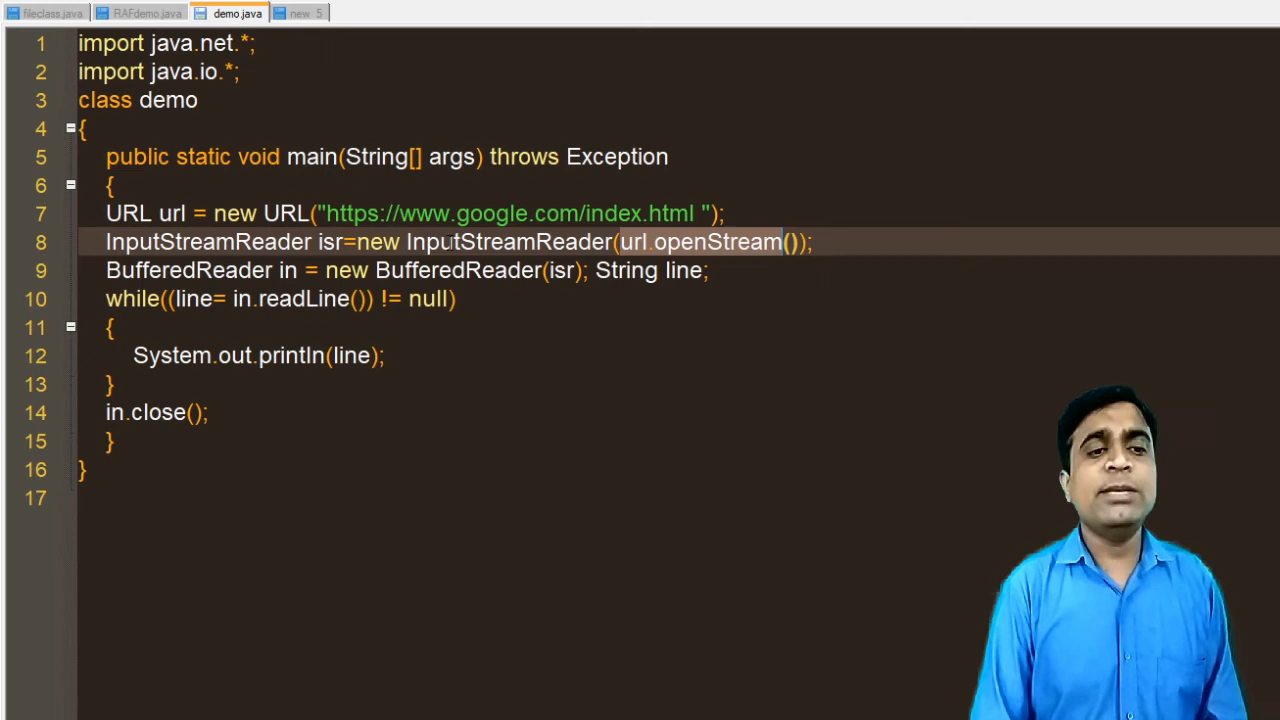 fileclass.java RAFdemo.java demo.java new 5
1 import java.net.*;
2 import java.io.*;
3 class demo
4 {
5 public static void main(String[] args) throws Exception
6 {
7 URL url = new URL("https://www.google.com/index.html ");
8 InputStreamReader isr=new InputStreamReader(url.openStream());
9 BufferedReader in = new BufferedReader(isr); String line;
10 while((line= in.readLine()) != null)
11 {
12 System.out.println(line);
13 }
14 in.close();
15 }
16 }
17